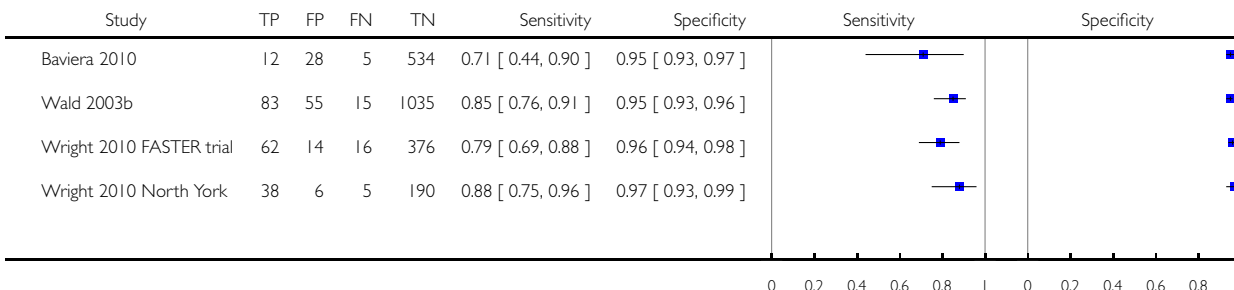 Study TP FP FN TN Sensitivity Specificity Sensitivity Specificity
Baviera 2010 12 28 5 534 0.71 [ 0.44, 0.90 ] 0.95 [ 0.93, 0.97 ]
Wald 2003b 83 55 15 1035 0.85 [ 0.76, 0.91 ] 0.95 [ 0.93, 0.96 ]
Wright 2010 FASTER trial 62 14 16 376 0.79 [ 0.69, 0.88 ] 0.96 [ 0.94, 0.98 ]
Wright 2010 North York 38 6 5 190 0.88 [ 0.75, 0.96 ] 0.97 [ 0.93, 0.99 ]
0 0.2 0.4 0.6 0.8 1 0 0.2 0.4 0.6 0.8